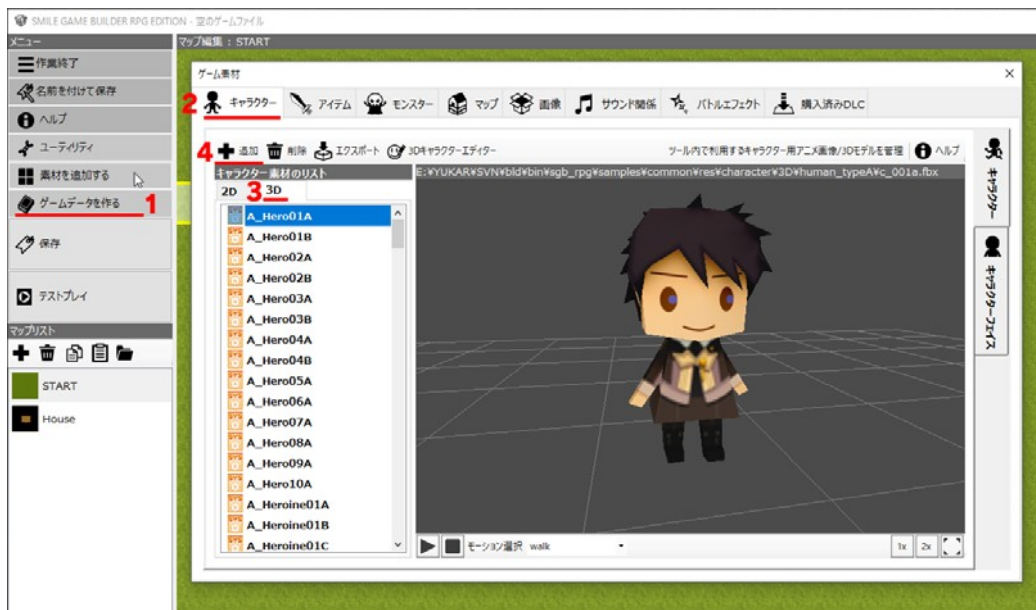 SMILE GAME BUILDER RPG EDITION - 空のゲームファイル
メニュー
作業終了
名前を付けて保存
ヘルプ
ユーティリティ
素材を追加する
ゲームデータを作る
1
保存
テストプレイ
マップリスト
START
House
マップ編集 : START
ゲーム素材
2 キャラクター アイテム モンスター マップ 画像 サウンド関係 バトルエフェクト 購入済みDLC
4 追加 削除 エクスポート 3Dキャラクターエディター ツール内で利用するキャラクター用アニメ画像/3Dモデルを管理 ヘルプ
キャラクター素材のリスト
2D 3 3D
A_Hero01A
A_Hero01B
A_Hero02A
A_Hero02B
A_Hero03A
A_Hero03B
A_Hero04A
A_Hero04B
A_Hero05A
A_Hero06A
A_Hero07A
A_Hero08A
A_Hero09A
A_Hero10A
A_Heroine01A
A_Heroine01B
A_Heroine01C
E:¥YUKAR¥SVN¥bld¥bin¥sgb_rpg¥samples¥common¥res¥character¥3D¥human_typeA¥c_001a.fbx
モーション選択 walk
1x 2x
キャラクター
キャラクターフェイス